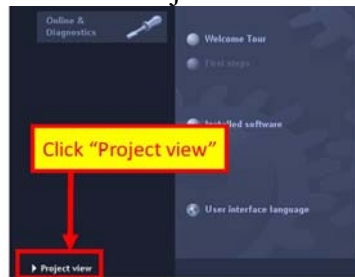 Online &
Diagnostics
Welcome Tour
First steps
Installed software
Click "Project view"
User interface language
Project view